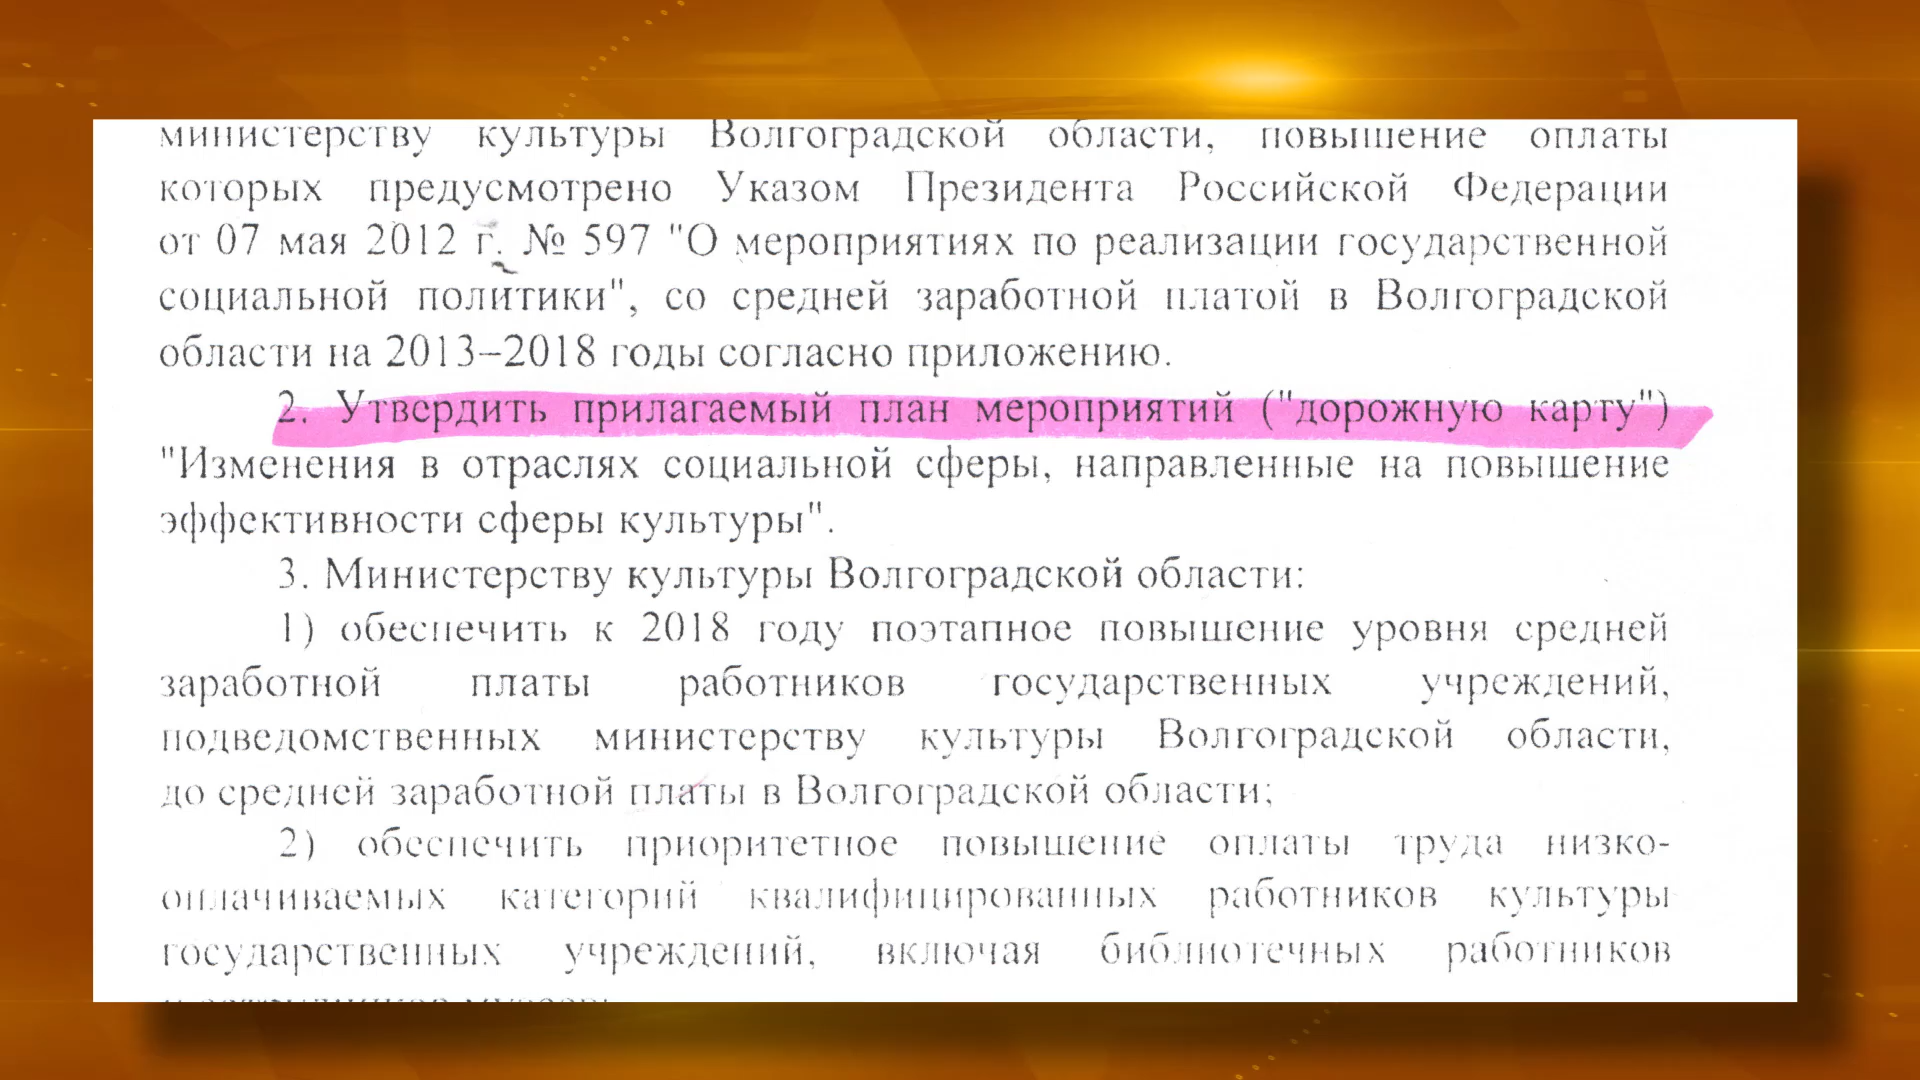 министерству культуры Волгоградской области, повышение оплаты
которых предусмотрено Указом Президента Российской Федерации
от 07 мая 2012 г. № 597 "О мероприятиях по реализации государственной
социальной политики", со средней заработной платой в Волгоградской
области на 2013–2018 годы согласно приложению.
2. Утвердить прилагаемый план мероприятий ("дорожную карту")
"Изменения в отраслях социальной сферы, направленные на повышение
эффективности сферы культуры".
3. Министерству культуры Волгоградской области:
1) обеспечить к 2018 году поэтапное повышение уровня средней
заработной платы работников государственных учреждений,
подведомственных министерству культуры Волгоградской области,
до средней заработной платы в Волгоградской области;
2) обеспечить приоритетное повышение оплаты труда низко-
оплачиваемых категорий квалифицированных работников культуры
государственных учреждений, включая библиотечных работников